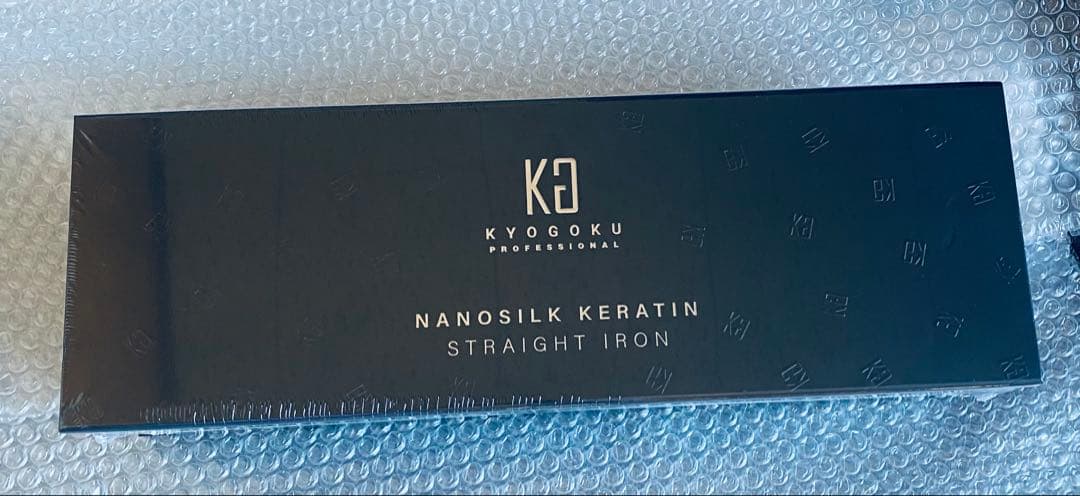 KG
KYOGOKU
PROFESSIONAL
NANOSILK KERATIN
STRAIGHT IRON